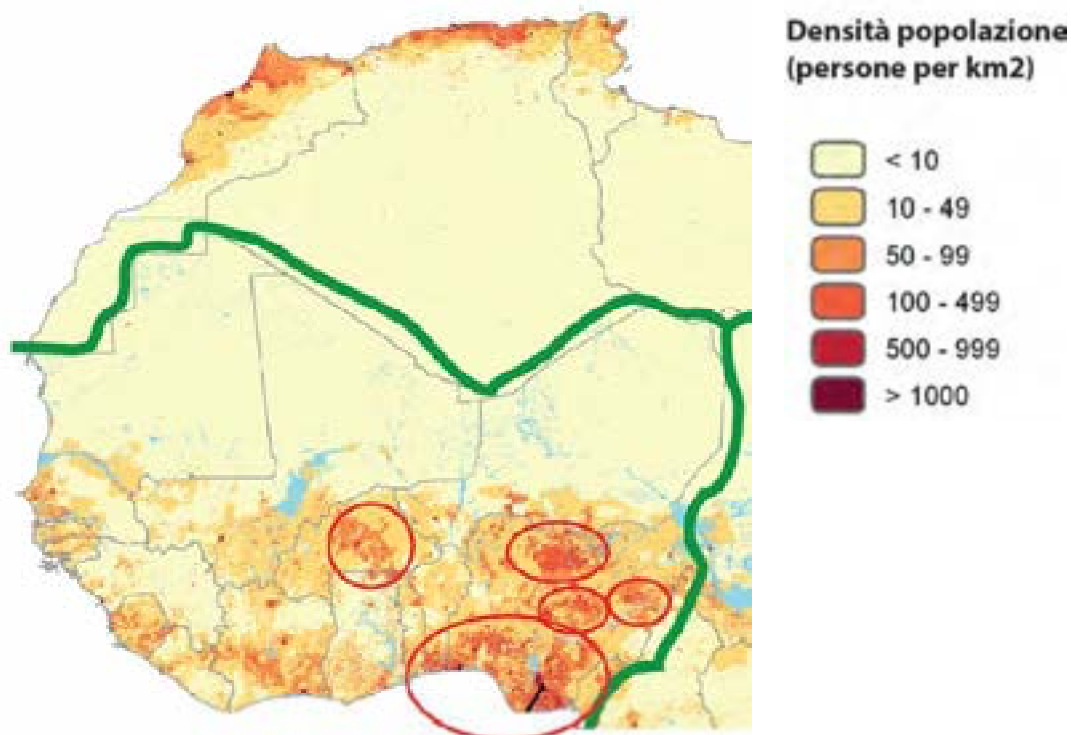 Densità popolazione
(persone per km2)
< 10
10 - 49
50 - 99
100 - 499
500 - 999
> 1000